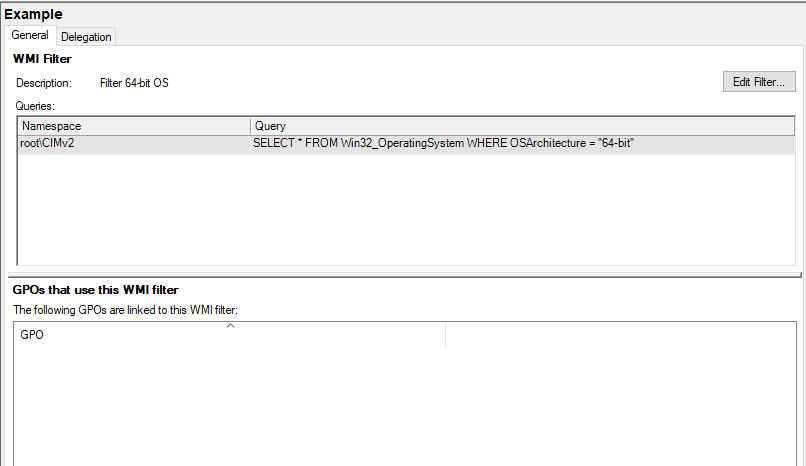 Example
General Delegation
WMI Filter
Description: Filter 64-bit OS
Edit Filter...
Queries:
Namespace Query
root\CIMv2 SELECT * FROM Win32_OperatingSystem WHERE OSArchitecture = "64-bit"
GPOs that use this WMI filter
The following GPOs are linked to this WMI filter:
GPO